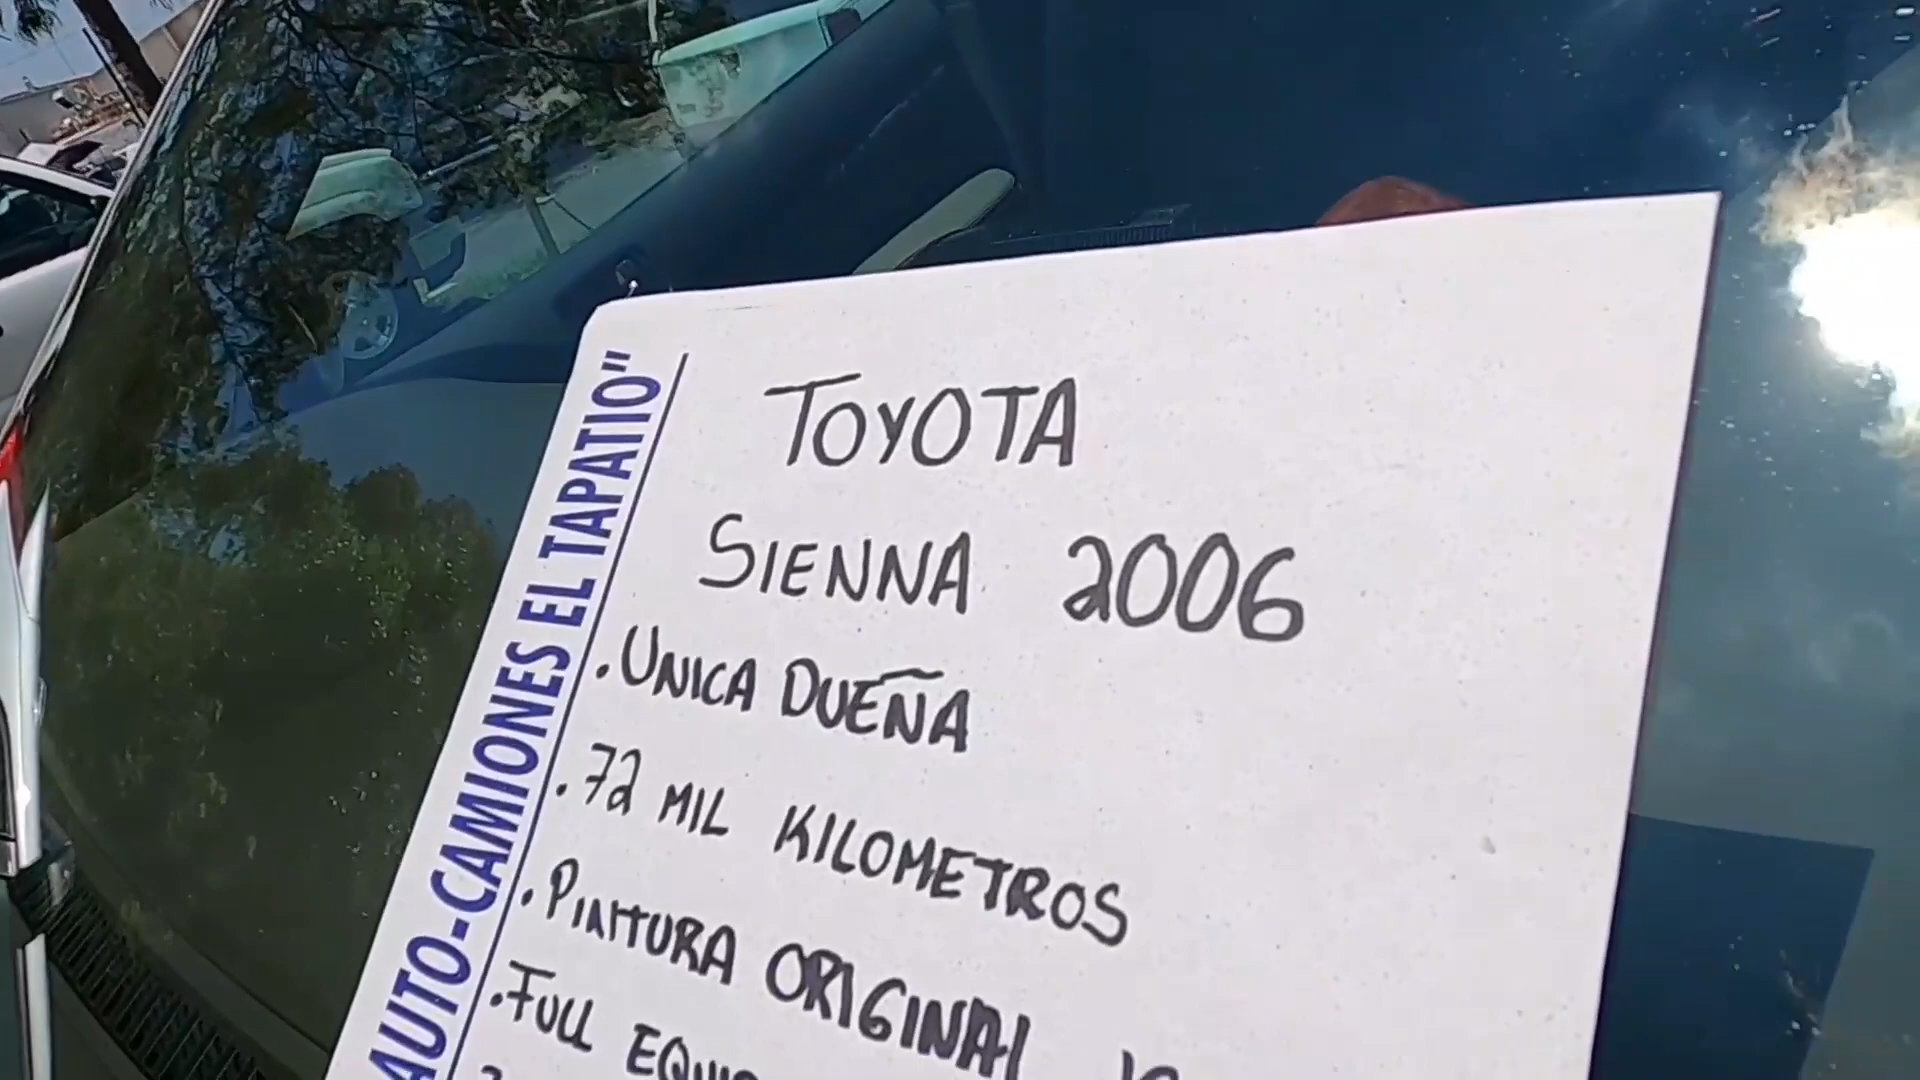 AUTO-CAMIONES EL TAPATIO"
TOYOTA
SIENNA 2006
. UNICA DUEÑA
. 72 MIL KILOMETROS
. PINTURA ORIGINAL
. FULL